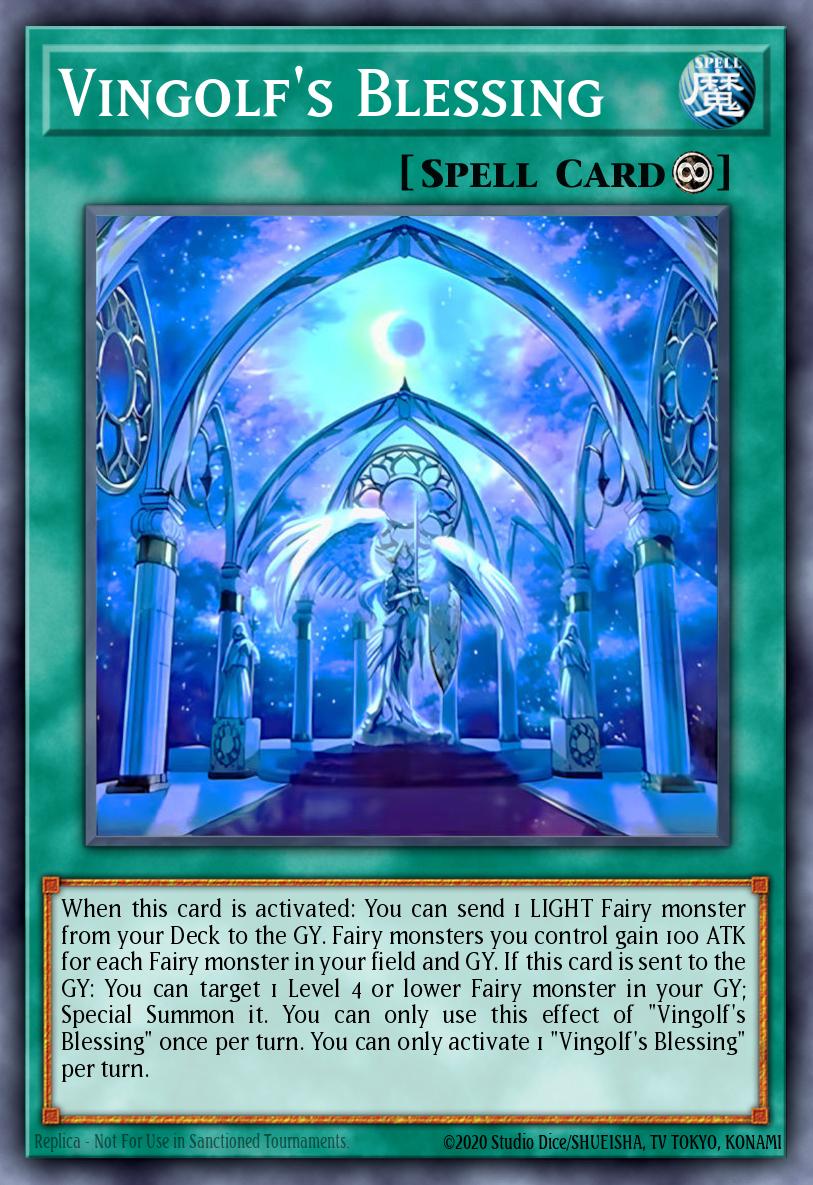 Vingolf's Blessing
SPELL
魔
[Spell Card]
When this card is activated: You can send 1 LIGHT Fairy monster
from your Deck to the GY. Fairy monsters you control gain 100 ATK
for each Fairy monster in your field and GY. If this card is sent to the
GY: You can target 1 Level 4 or lower Fairy monster in your GY;
Special Summon it. You can only use this effect of "Vingolf's
Blessing" once per turn. You can only activate 1 "Vingolf's Blessing"
per turn.
Replica - Not For Use in Sanctioned Tournaments.
©2020 Studio Dice/SHUEISHA, TV TOKYO, KONAMI